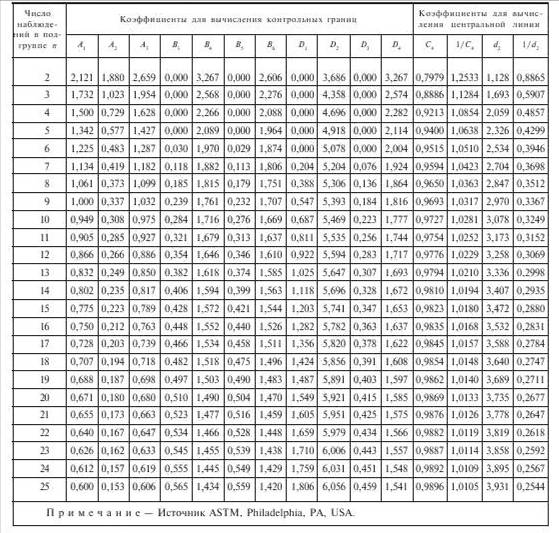 Число наблюде-ний в под-группе n Коэффициенты для вычисления контрольных границ Коэффициенты для вычис-ления центральной линии
A₁ A₂ A₃ B₃ B₄ B₅ B₆ D₁ D₂ D₃ D₄ C₄ 1/C₄ d₂ 1/d₂
2 2,121 1,880 2,659 0,000 3,267 0,000 2,606 0,000 3,686 0,000 3,267 0,7979 1,2533 1,128 0,8865
3 1,732 1,023 1,954 0,000 2,568 0,000 2,276 0,000 4,358 0,000 2,574 0,8886 1,1284 1,693 0,5907
4 1,500 0,729 1,628 0,000 2,266 0,000 2,088 0,000 4,696 0,000 2,282 0,9213 1,0854 2,059 0,4857
5 1,342 0,577 1,427 0,000 2,089 0,000 1,964 0,000 4,918 0,000 2,114 0,9400 1,0638 2,326 0,4299
6 1,225 0,483 1,287 0,030 1,970 0,029 1,874 0,000 5,078 0,000 2,004 0,9515 1,0510 2,534 0,3946
7 1,134 0,419 1,182 0,118 1,882 0,113 1,806 0,204 5,204 0,076 1,924 0,9594 1,0423 2,704 0,3698
8 1,061 0,373 1,099 0,185 1,815 0,179 1,751 0,388 5,306 0,136 1,864 0,9650 1,0363 2,847 0,3512
9 1,000 0,337 1,032 0,239 1,761 0,232 1,707 0,547 5,393 0,184 1,816 0,9693 1,0317 2,970 0,3367
10 0,949 0,308 0,975 0,284 1,716 0,276 1,669 0,687 5,469 0,223 1,777 0,9727 1,0281 3,078 0,3249
11 0,905 0,285 0,927 0,321 1,679 0,313 1,637 0,811 5,535 0,256 1,744 0,9754 1,0252 3,173 0,3152
12 0,866 0,266 0,886 0,354 1,646 0,346 1,610 0,922 5,594 0,283 1,717 0,9776 1,0229 3,258 0,3069
13 0,832 0,249 0,850 0,382 1,618 0,374 1,585 1,025 5,647 0,307 1,693 0,9794 1,0210 3,336 0,2998
14 0,802 0,235 0,817 0,406 1,594 0,399 1,563 1,118 5,696 0,328 1,672 0,9810 1,0194 3,407 0,2935
15 0,775 0,223 0,789 0,428 1,572 0,421 1,544 1,203 5,741 0,347 1,653 0,9823 1,0180 3,472 0,2880
16 0,750 0,212 0,763 0,448 1,552 0,440 1,526 1,282 5,782 0,363 1,637 0,9835 1,0168 3,532 0,2831
17 0,728 0,203 0,739 0,466 1,534 0,458 1,511 1,356 5,820 0,378 1,622 0,9845 1,0157 3,588 0,2784
18 0,707 0,194 0,718 0,482 1,518 0,475 1,496 1,424 5,856 0,391 1,608 0,9854 1,0148 3,640 0,2747
19 0,688 0,187 0,698 0,497 1,503 0,490 1,483 1,487 5,891 0,403 1,597 0,9862 1,0140 3,689 0,2711
20 0,671 0,180 0,680 0,510 1,490 0,504 1,470 1,549 5,921 0,415 1,585 0,9869 1,0133 3,735 0,2677
21 0,655 0,173 0,663 0,523 1,477 0,516 1,459 1,605 5,951 0,425 1,575 0,9876 1,0126 3,778 0,2647
22 0,640 0,167 0,647 0,534 1,466 0,528 1,448 1,659 5,979 0,434 1,566 0,9882 1,0119 3,819 0,2618
23 0,626 0,162 0,633 0,545 1,455 0,539 1,438 1,710 6,006 0,443 1,557 0,9887 1,0114 3,858 0,2592
24 0,612 0,157 0,619 0,555 1,445 0,549 1,429 1,759 6,031 0,451 1,548 0,9892 1,0109 3,895 0,2567
25 0,600 0,153 0,606 0,565 1,434 0,559 1,420 1,806 6,056 0,459 1,541 0,9896 1,0105 3,931 0,2544
Примечание — Источник ASTM, Philadelphia, PA, USA.